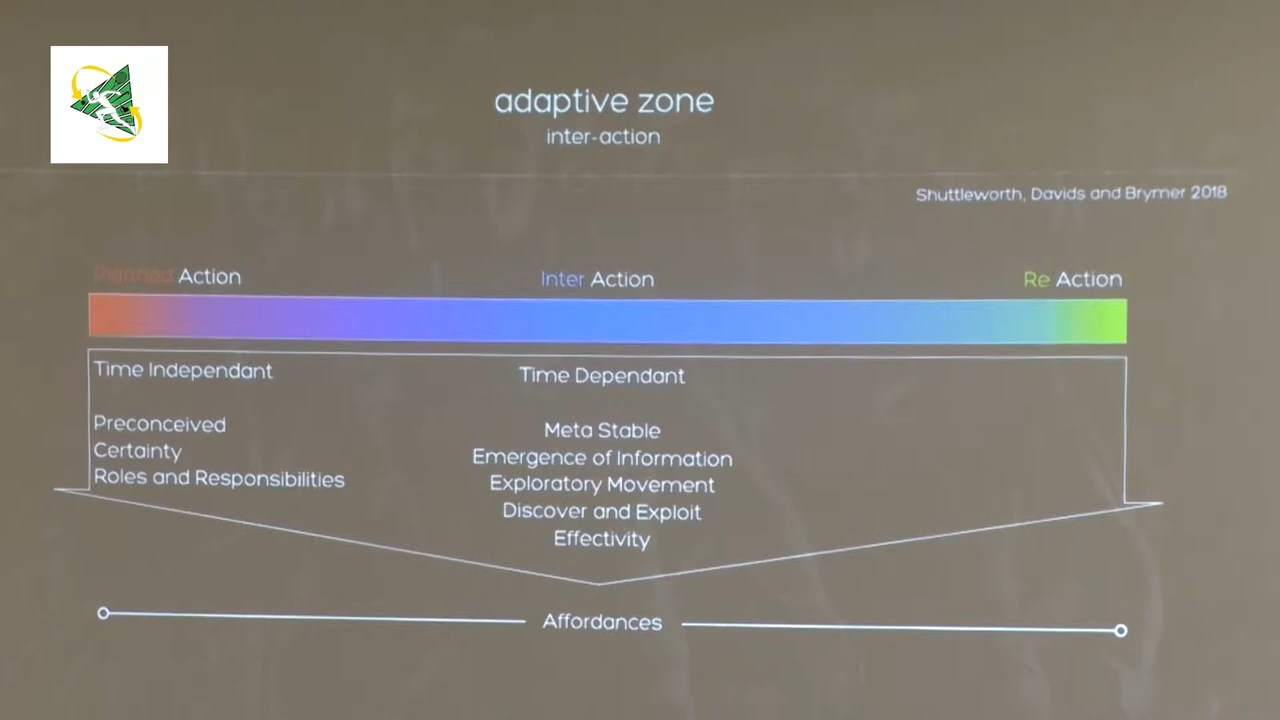 adaptive zone
inter-action
Shuttleworth, Davids and Brymer 2018
Planned Action
Inter Action
Re Action
Time Independant
Time Dependant
Preconceived
Certainty
Roles and Responsibilities
Meta Stable
Emergence of Information
Exploratory Movement
Discover and Exploit
Effectivity
Affordances